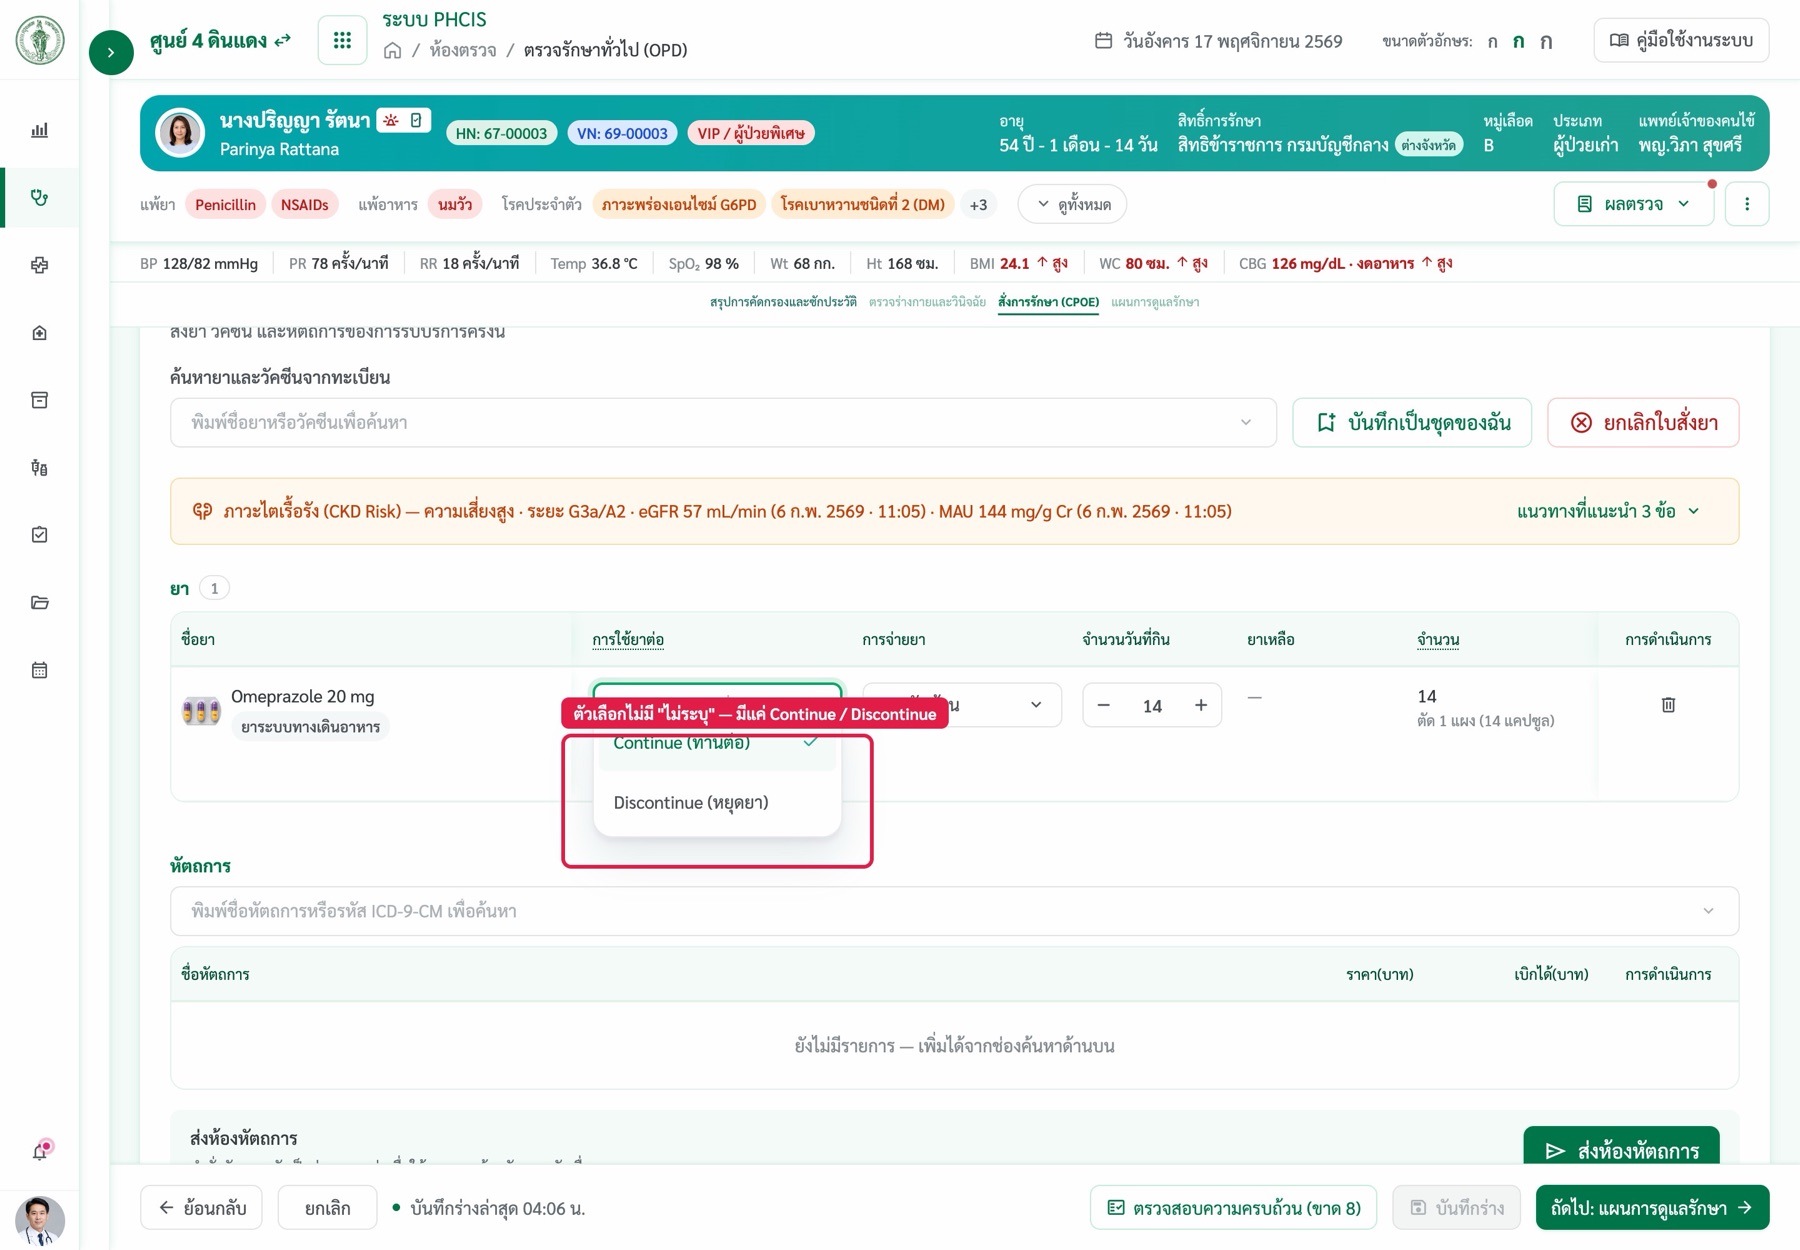 ศูนย์ 4 ดินแดง
ระบบ PHCIS
/ ห้องตรวจ / ตรวจรักษาทั่วไป (OPD)
วันอังคาร 17 พฤศจิกายน 2569
ขนาดตัวอักษร: ก ก ก
คู่มือใช้งานระบบ
นางปริญญา รัตนา
Parinya Rattana
HN: 67-00003
VN: 69-00003
VIP / ผู้ป่วยพิเศษ
อายุ
54 ปี - 1 เดือน - 14 วัน
สิทธิ์การรักษา
สิทธิข้าราชการ กรมบัญชีกลาง ต่างจังหวัด
หมู่เลือด
B
ประเภท
ผู้ป่วยเก่า
แพทย์เจ้าของคนไข้
พญ.วิภา สุขศรี
แพ้ยา Penicillin NSAIDs แพ้อาหาร นมวัว โรคประจำตัว ภาวะพร่องเอนไซม์ G6PD โรคเบาหวานชนิดที่ 2 (DM) +3 ดูทั้งหมด
ผลตรวจ
BP 128/82 mmHg PR 78 ครั้ง/นาที RR 18 ครั้ง/นาที Temp 36.8 °C SpO₂ 98 % Wt 68 กก. Ht 168 ซม. BMI 24.1 ↑ สูง WC 80 ซม. ↑ สูง CBG 126 mg/dL · งดอาหาร ↑ สูง
สรุปการคัดกรองและซักประวัติ ตรวจร่างกายและวินิจฉัย สั่งการรักษา (CPOE) แผนการดูแลรักษา
สั่งยา วัคซีน และหัตถการของการรับบริการครั้งนี้
ค้นหายาและวัคซีนจากทะเบียน
พิมพ์ชื่อยาหรือวัคซีนเพื่อค้นหา
บันทึกเป็นชุดของฉัน
ยกเลิกใบสั่งยา
ภาวะไตเรื้อรัง (CKD Risk) — ความเสี่ยงสูง · ระยะ G3a/A2 · eGFR 57 mL/min (6 ก.พ. 2569 · 11:05) · MAU 144 mg/g Cr (6 ก.พ. 2569 · 11:05)
แนวทางที่แนะนำ 3 ข้อ
ยา 1
ชื่อยา การใช้ยาต่อ การจ่ายยา จำนวนวันที่กิน ยาเหลือ จำนวน การดำเนินการ
Omeprazole 20 mg
ยาระบบทางเดินอาหาร
ตัวเลือกไม่มี "ไม่ระบุ" — มีแค่ Continue / Discontinue
− 14 +
—
14
ตัด 1 แผง (14 แคปซูล)
Continue (ทานต่อ)
Discontinue (หยุดยา)
หัตถการ
พิมพ์ชื่อหัตถการหรือรหัส ICD-9-CM เพื่อค้นหา
ชื่อหัตถการ ราคา(บาท) เบิกได้(บาท) การดำเนินการ
ยังไม่มีรายการ — เพิ่มได้จากช่องค้นหาด้านบน
ส่งห้องหัตถการ
ส่งห้องหัตถการ
ย้อนกลับ
ยกเลิก
บันทึกร่างล่าสุด 04:06 น.
ตรวจสอบความครบถ้วน (ขาด 8)
บันทึกร่าง
ถัดไป: แผนการดูแลรักษา